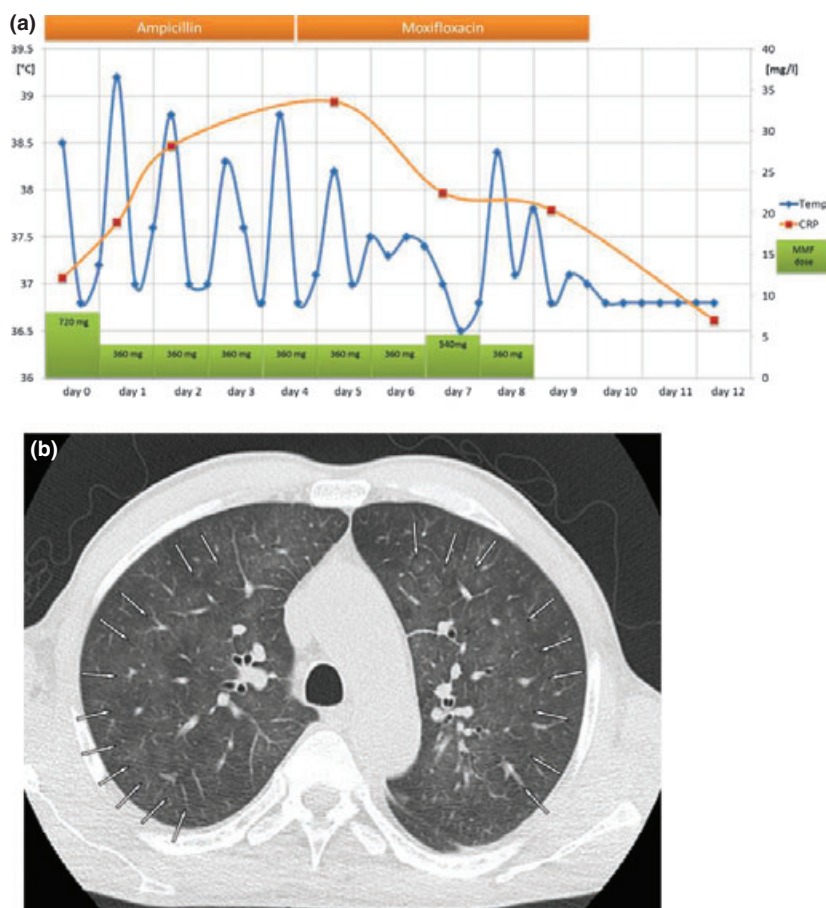 (a)
Ampicillin Moxifloxacin
39.5 40
[°C] [mg/l]
39 35
38.5 30
38 25
37.5 20
37 15
10
36.5 5
36 0
Temp
CRP
MMF
dose
720 mg
360 mg 360 mg 360 mg 360 mg 360 mg 360 mg 540mg 360 mg
day 0 day 1 day 2 day 3 day 4 day 5 day 6 day 7 day 8 day 9 day 10 day 11 day 12
(b)